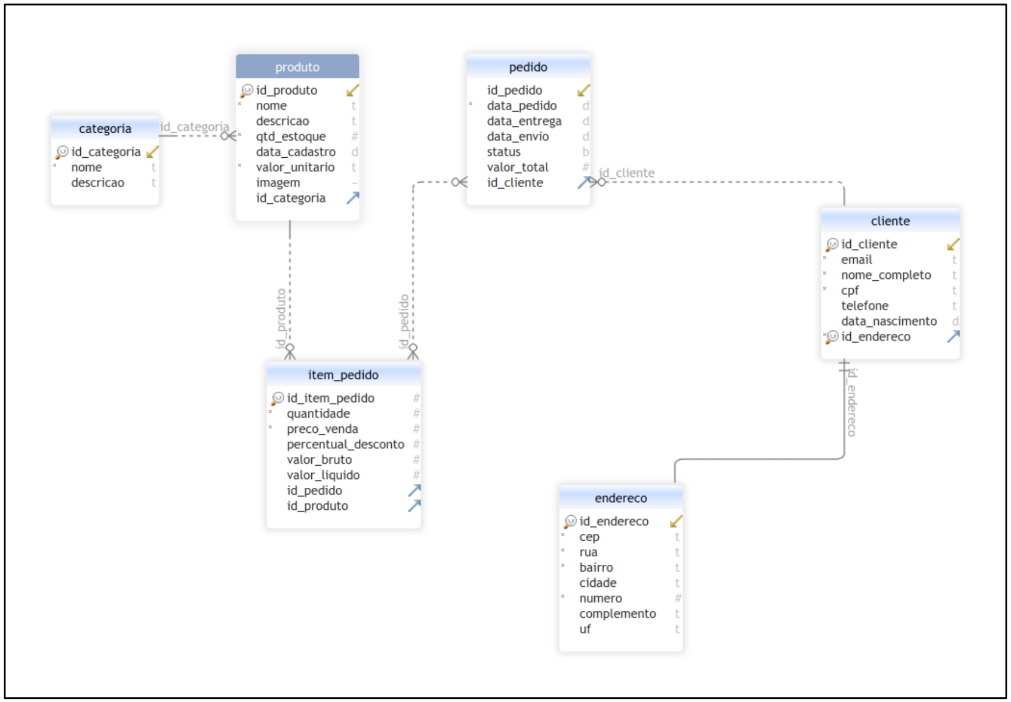 categoria
id_categoria
nome t
descricao t
id_categoria
produto
id_produto
nome t
descricao t
qtd_estoque #
data_cadastro d
valor_unitario t
imagem ~
id_categoria
pedido
id_pedido
data_pedido d
data_entrega d
data_envio d
status b
valor_total #
id_cliente
id_cliente
cliente
id_cliente
email t
nome_completo t
cpf t
telefone t
data_nascimento d
id_endereco
id_produto
id_pedido
item_pedido
id_item_pedido #
quantidade #
preco_venda #
percentual_desconto #
valor_bruto #
valor_liquido #
id_pedido
id_produto
id_endereco
endereco
id_endereco
cep t
rua t
bairro t
cidade t
numero #
complemento t
uf t